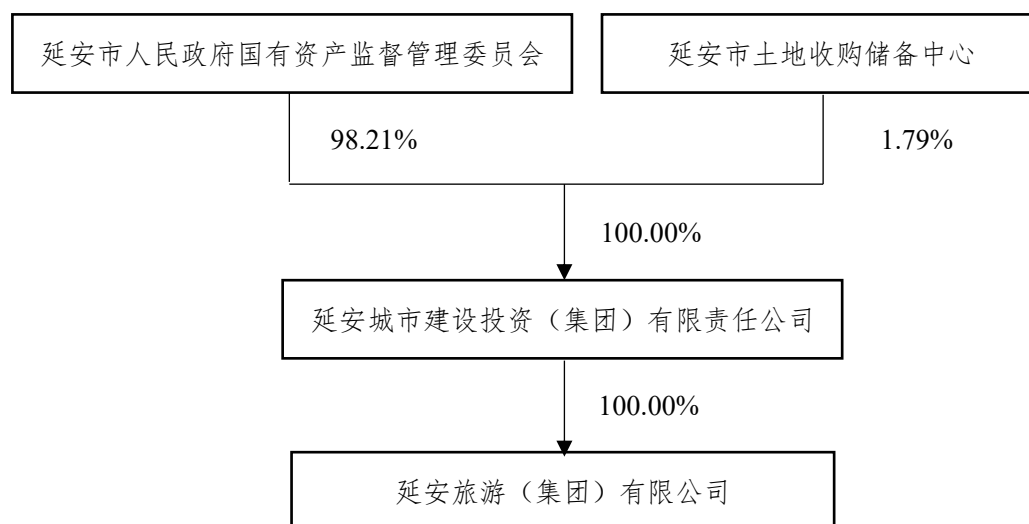 延安市人民政府国有资产监督管理委员会
延安市土地收购储备中心
98.21%
1.79%
100.00%
延安城市建设投资（集团）有限责任公司
100.00%
延安旅游（集团）有限公司